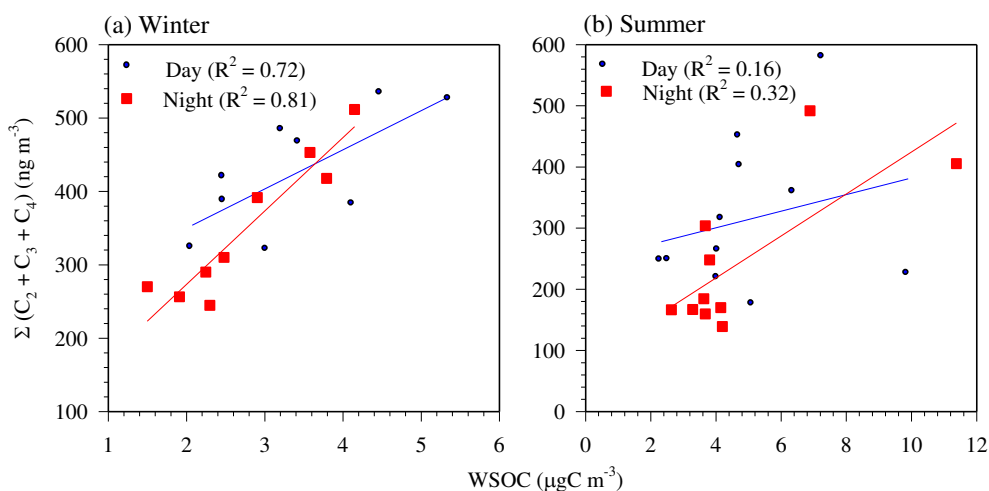 (a) Winter
(b) Summer
Σ (C₂ + C₃ + C₄) (ng m⁻³)
600
500
400
300
200
100
Day (R² = 0.72)
Night (R² = 0.81)
1 2 3 4 5 6
600
500
400
300
200
100
0
Day (R² = 0.16)
Night (R² = 0.32)
0 2 4 6 8 10 12
WSOC (µgC m⁻³)